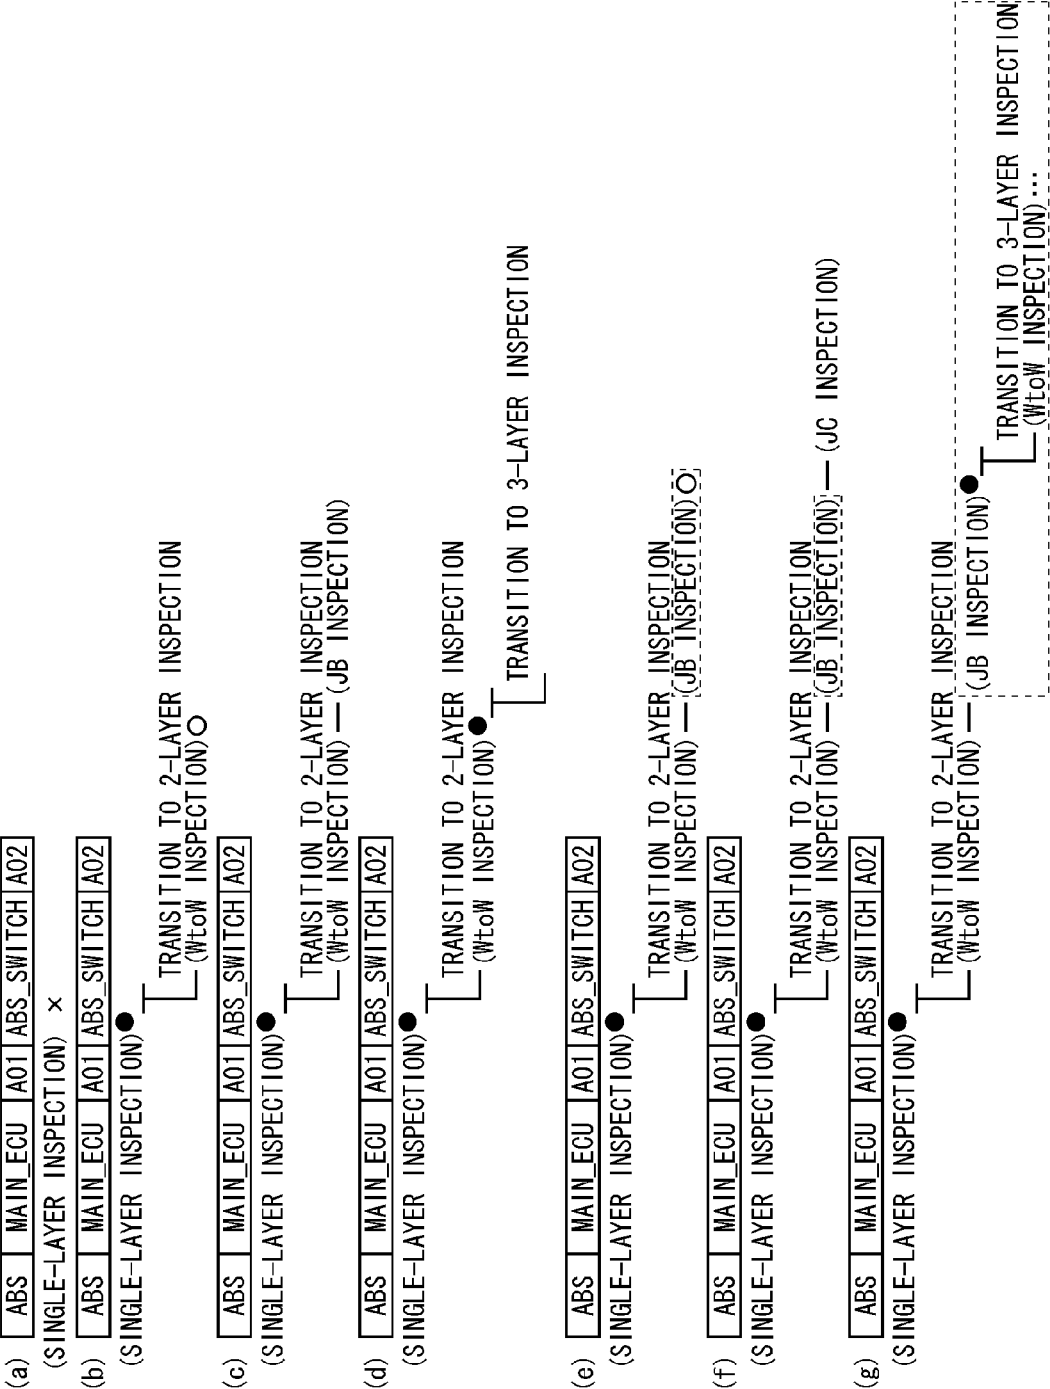 (a) ABS MAIN_ECU A01 ABS_SWITCH A02
(SINGLE-LAYER INSPECTION) ×
(b) ABS MAIN_ECU A01 ABS_SWITCH A02
(SINGLE-LAYER INSPECTION) ●
TRANSITION TO 2-LAYER INSPECTION
(WtoW INSPECTION) ○
(c) ABS MAIN_ECU A01 ABS_SWITCH A02
(SINGLE-LAYER INSPECTION) ●
TRANSITION TO 2-LAYER INSPECTION
(WtoW INSPECTION) — (JB INSPECTION)
(d) ABS MAIN_ECU A01 ABS_SWITCH A02
(SINGLE-LAYER INSPECTION) ●
TRANSITION TO 2-LAYER INSPECTION
(WtoW INSPECTION) ●
TRANSITION TO 3-LAYER INSPECTION
(e) ABS MAIN_ECU A01 ABS_SWITCH A02
(SINGLE-LAYER INSPECTION) ●
TRANSITION TO 2-LAYER INSPECTION
(WtoW INSPECTION) — (JB INSPECTION) ○
(f) ABS MAIN_ECU A01 ABS_SWITCH A02
(SINGLE-LAYER INSPECTION) ●
TRANSITION TO 2-LAYER INSPECTION
(WtoW INSPECTION) — (JB INSPECTION) — (JC INSPECTION)
(g) ABS MAIN_ECU A01 ABS_SWITCH A02
(SINGLE-LAYER INSPECTION) ●
TRANSITION TO 2-LAYER INSPECTION
(WtoW INSPECTION) — (JB INSPECTION) ●
TRANSITION TO 3-LAYER INSPECTION
(WtoW INSPECTION)...